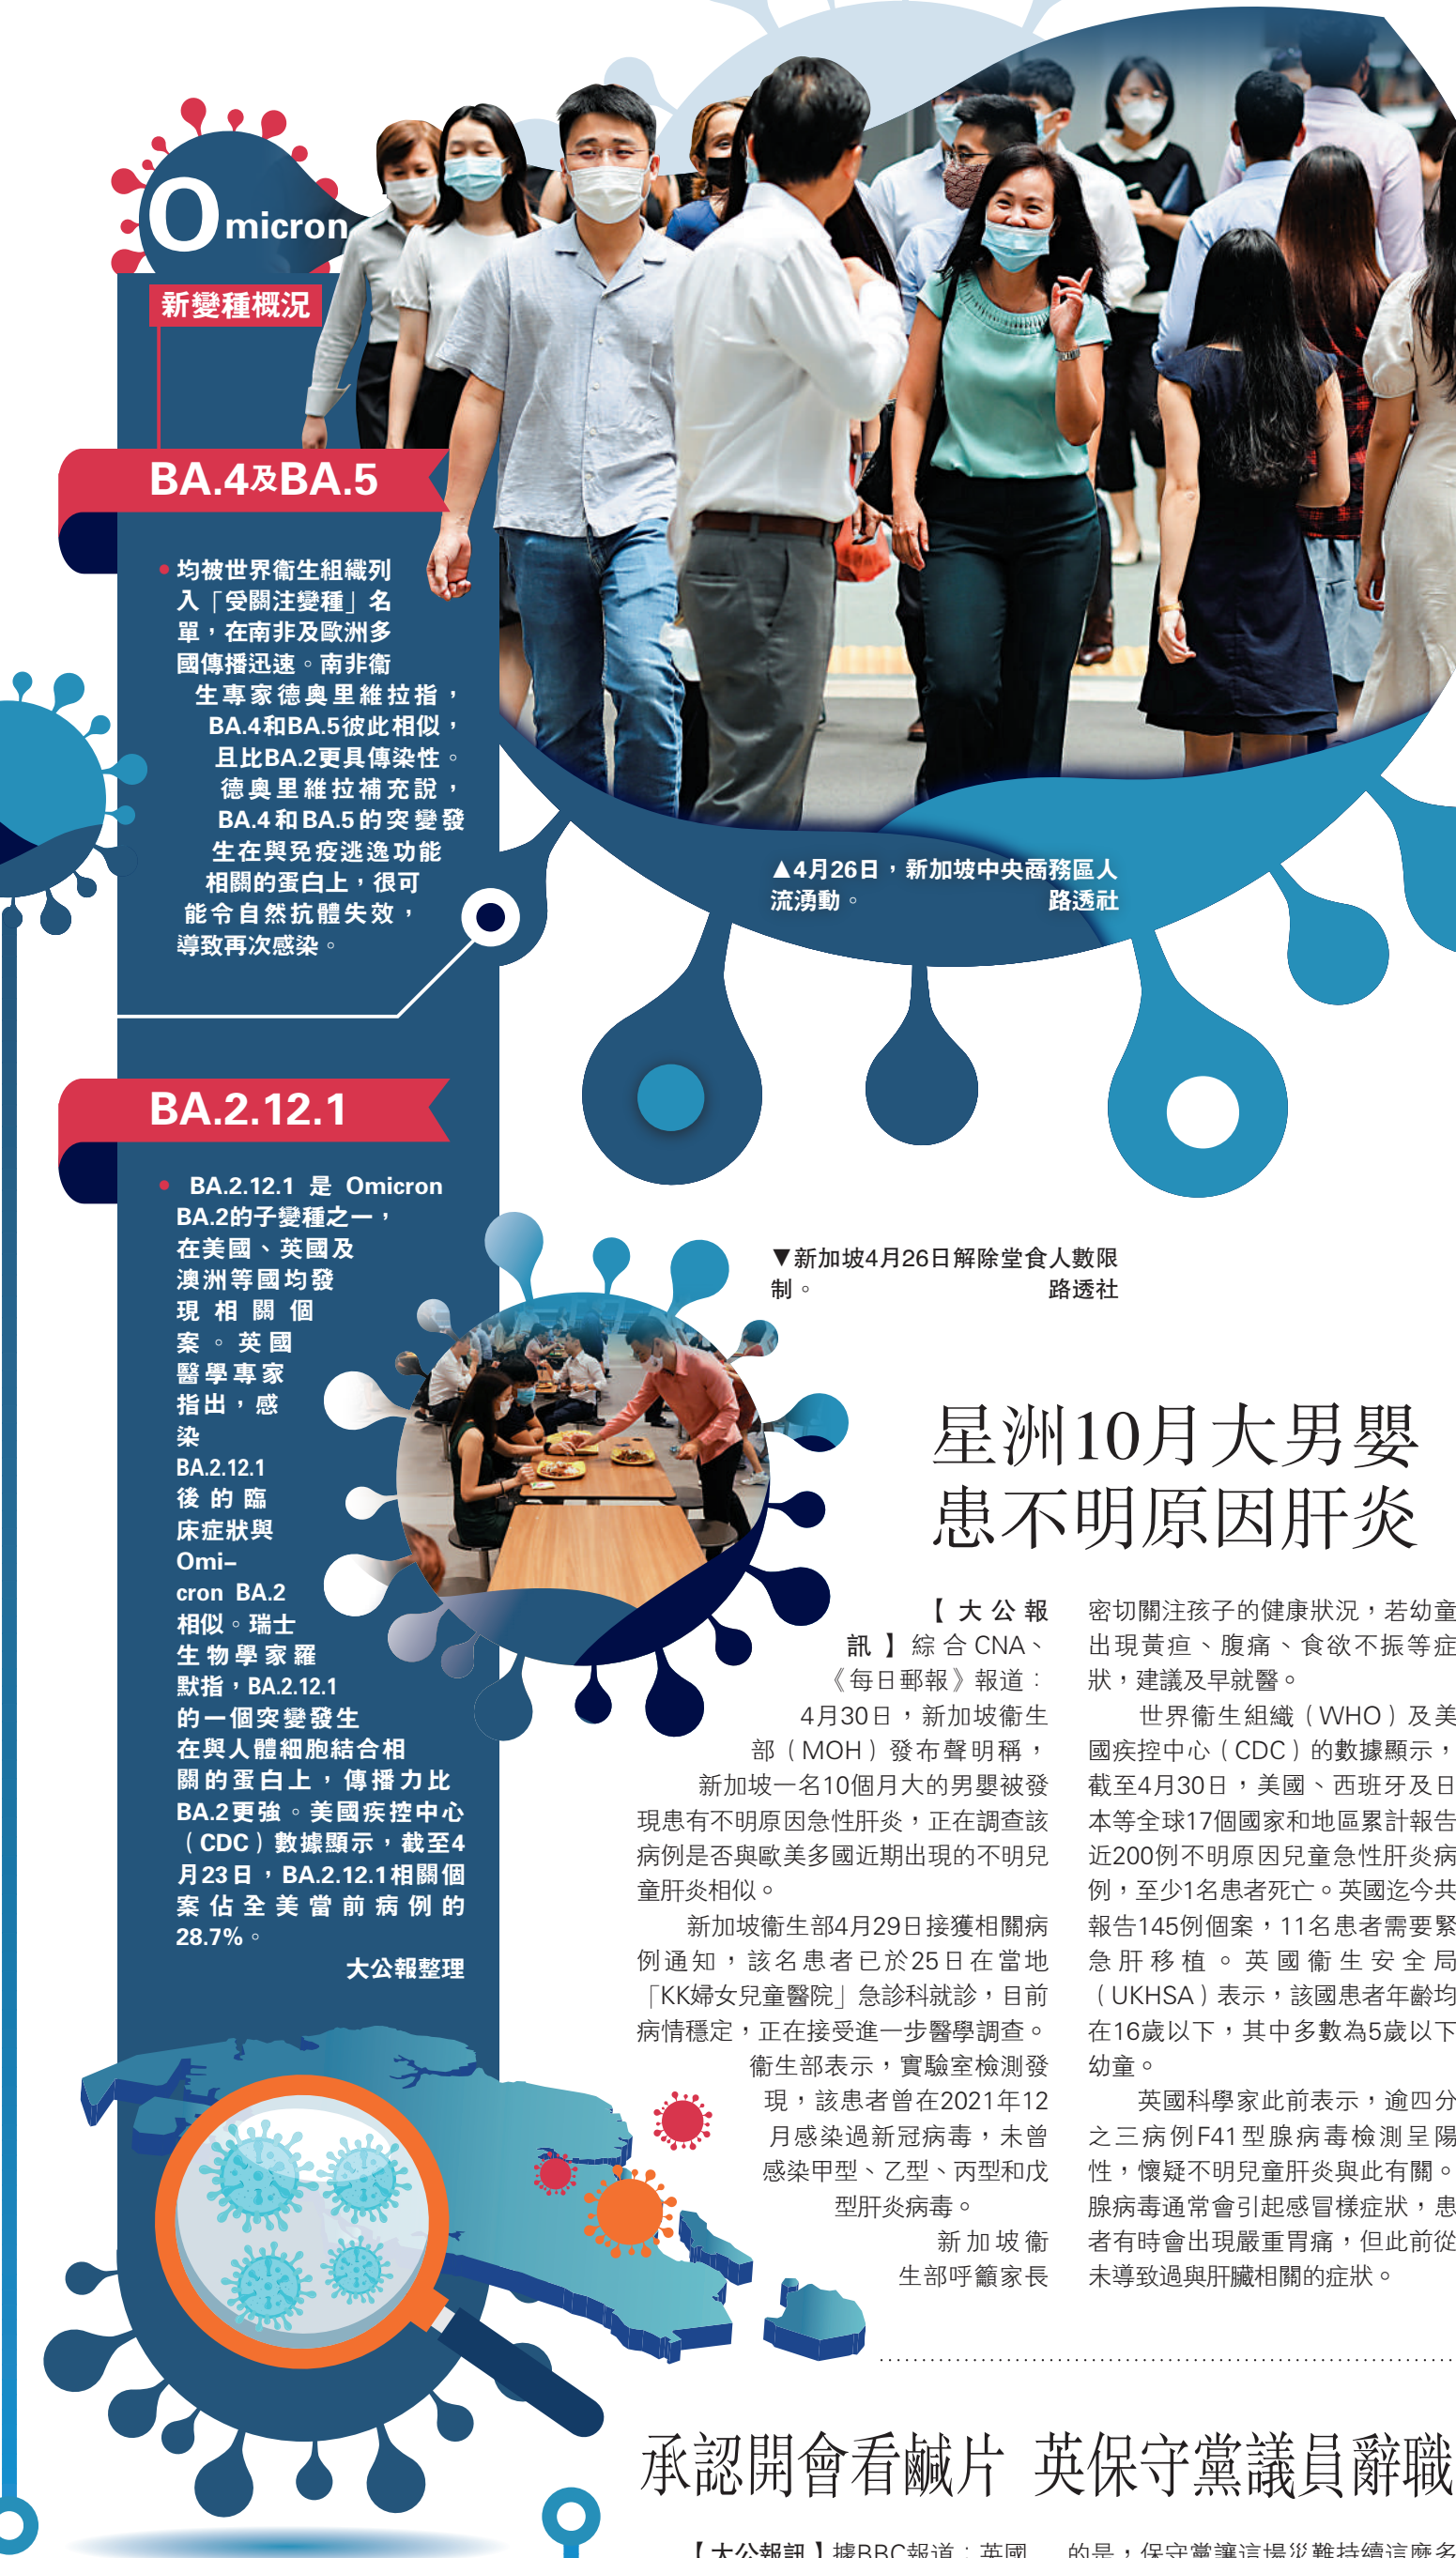 Omicron
新變種概況
BA.4及BA.5
均被世界衞生組織列
入「受關注變種」名
單，在南非及歐洲多
國傳播迅速。南非衞
生專家德奧里維拉指，
BA.4和BA.5彼此相似，
且比BA.2更具傳染性。
德奧里維拉補充說，
BA.4和BA.5的突變發
生在與免疫逃逸功能
相關的蛋白上，很可
能令自然抗體失效，
導致再次感染。
▲4月26日，新加坡中央商務區人
流湧動。 路透社
BA.2.12.1
BA.2.12.1 是 Omicron
BA.2的子變種之一，
在美國、英國及
澳洲等國均發
現相關個
案。英國
醫學專家
指出，感
染
BA.2.12.1
後的臨
床症狀與
Omi-
cron BA.2
相似。瑞士
生物學家羅
默指，BA.2.12.1
的一個突變發生
在與人體細胞結合相
關的蛋白上，傳播力比
BA.2更強。美國疾控中心
（CDC）數據顯示，截至4
月23日，BA.2.12.1相關個
案佔全美當前病例的
28.7%。
大公報整理
▼新加坡4月26日解除堂食人數限
制。 路透社
星洲10月大男嬰
患不明原因肝炎
【大公報
訊】綜合CNA、
《每日郵報》報道：
4月30日，新加坡衞生
部（MOH）發布聲明稱，
新加坡一名10個月大的男嬰被發
現患有不明原因急性肝炎，正在調查該
病例是否與歐美多國近期出現的不明兒
童肝炎相似。
新加坡衞生部4月29日接獲相關病
例通知，該名患者已於25日在當地
「KK婦女兒童醫院」急診科就診，目前
病情穩定，正在接受進一步醫學調查。
衞生部表示，實驗室檢測發
現，該患者曾在2021年12
月感染過新冠病毒，未曾
感染甲型、乙型、丙型和戊
型肝炎病毒。
新加坡衞
生部呼籲家長
密切關注孩子的健康狀況，若幼童
出現黃疸、腹痛、食欲不振等症
狀，建議及早就醫。
世界衞生組織（WHO）及美
國疾控中心（CDC）的數據顯示，
截至4月30日，美國、西班牙及日
本等全球17個國家和地區累計報告
近200例不明原因兒童急性肝炎病
例，至少1名患者死亡。英國迄今共
報告145例個案，11名患者需要緊
急肝移植。英國衞生安全局
（UKHSA）表示，該國患者年齡均
在16歲以下，其中多數為5歲以下
幼童。
英國科學家此前表示，逾四分
之三病例F41型腺病毒檢測呈陽
性，懷疑不明兒童肝炎與此有關。
腺病毒通常會引起感冒樣症狀，患
者有時會出現嚴重胃痛，但此前從
未導致過與肝臟相關的症狀。
承認開會看鹹片 英保守黨議員辭職
【大公報訊】據BBC報道：英國
的是，保守黨讓這場災難持續這麼多